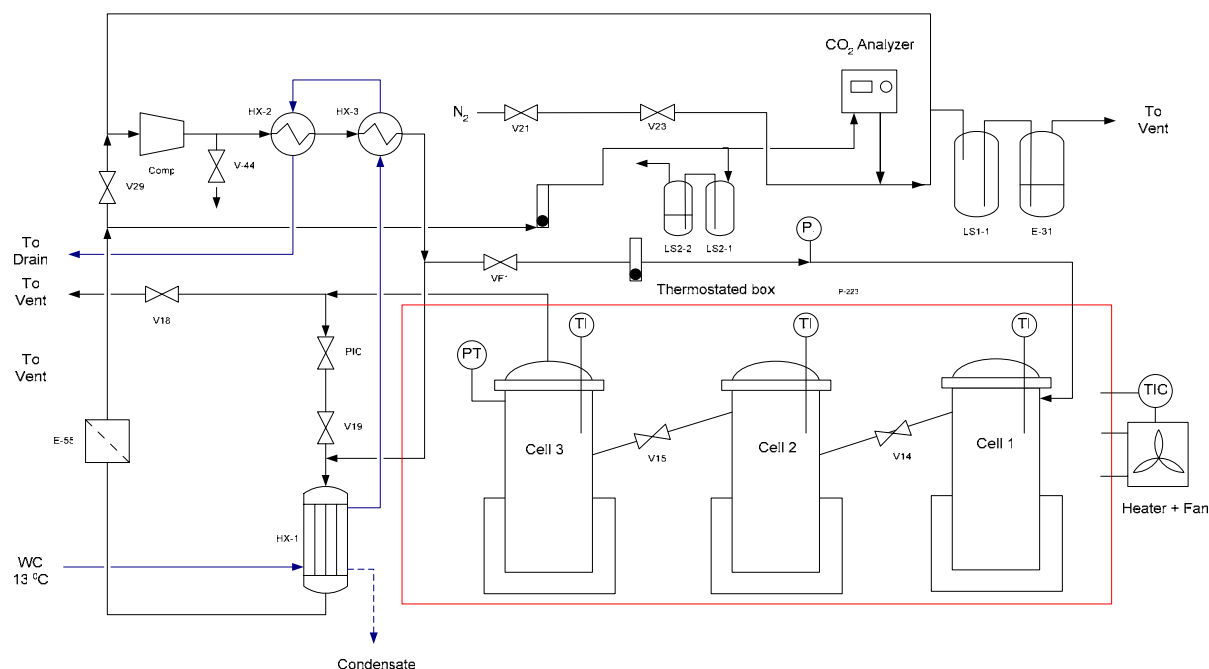 CO2 Analyzer
HX-2
HX-3
N2
V21
V23
To
Vent
Comp
V-44
V29
LS2-2
LS2-1
LS1-1
E-31
To
Drain
To
Vent
V18
VF1
P
Thermostated box
P-223
TI
TI
TI
PT
PIC
TIC
To
Vent
V19
E-55
Cell 3
V15
Cell 2
V14
Cell 1
Heater + Fan
HX-1
WC
13 ⁰C
Condensate